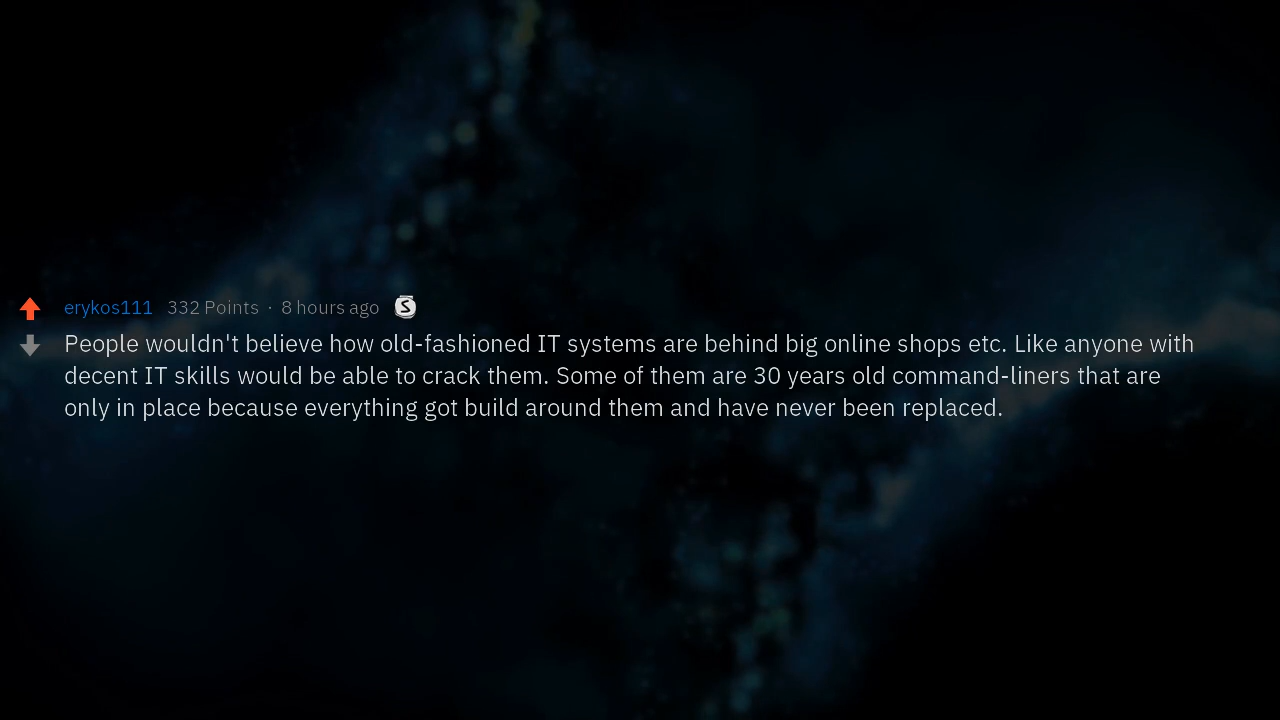 erykos111 332 Points · 8 hours ago S
People wouldn't believe how old-fashioned IT systems are behind big online shops etc. Like anyone with
decent IT skills would be able to crack them. Some of them are 30 years old command-liners that are
only in place because everything got build around them and have never been replaced.